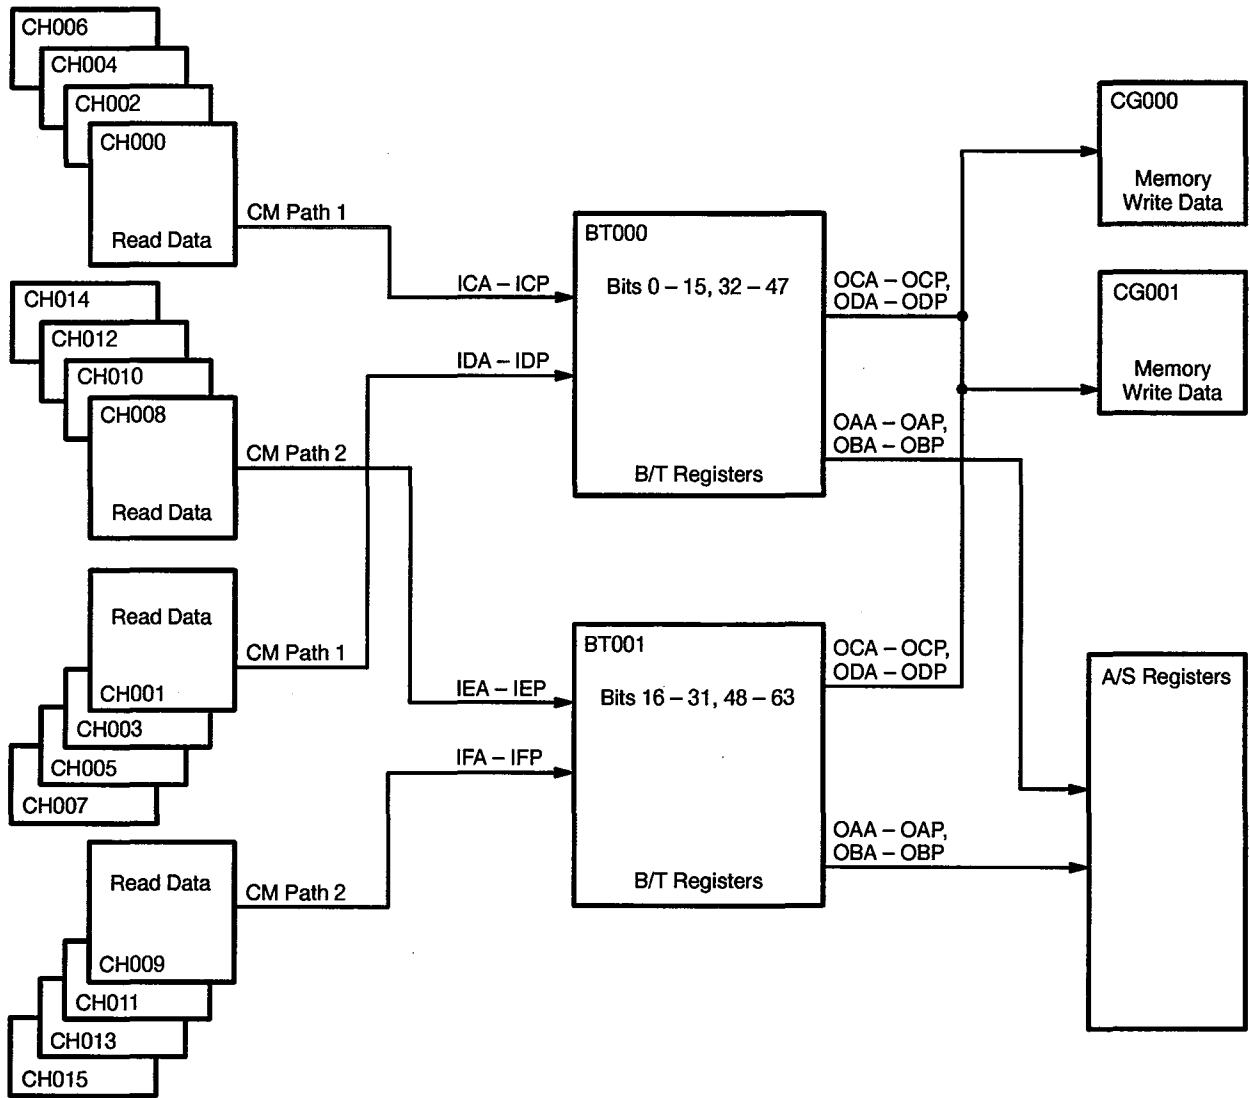 CH006
CH004
CH002
CH000
Read Data
CM Path 1
CH014
CH012
CH010
CH008
Read Data
CM Path 2
Read Data
CH001
CM Path 1
CH003
CH005
CH007
Read Data
CH009
CM Path 2
CH011
CH013
CH015
ICA – ICP
IDA – IDP
IEA – IEP
IFA – IFP
BT000
Bits 0 – 15, 32 – 47
B/T Registers
BT001
Bits 16 – 31, 48 – 63
B/T Registers
OCA – OCP,
ODA – ODP
OAA – OAP,
OBA – OBP
OCA – OCP,
ODA – ODP
OAA – OAP,
OBA – OBP
CG000
Memory
Write Data
CG001
Memory
Write Data
A/S Registers